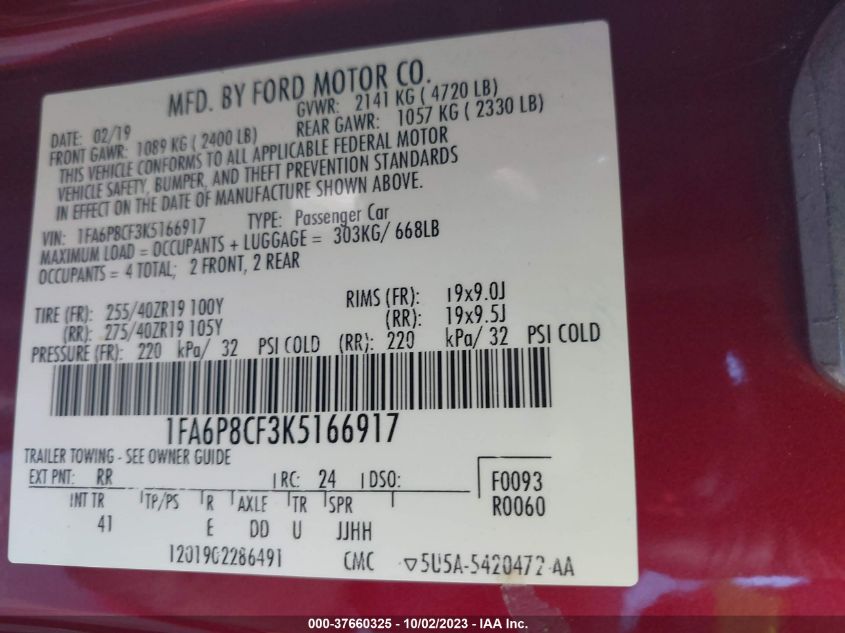 MFD. BY FORD MOTOR CO.
DATE: 02/19 GVWR: 2141 KG ( 4720 LB)
FRONT GAWR: 1089 KG ( 2400 LB) REAR GAWR: 1057 KG ( 2330 LB)
THIS VEHICLE CONFORMS TO ALL APPLICABLE FEDERAL MOTOR
VEHICLE SAFETY, BUMPER, AND THEFT PREVENTION STANDARDS
IN EFFECT ON THE DATE OF MANUFACTURE SHOWN ABOVE.
VIN: 1FA6P8CF3K5166917 TYPE: Passenger Car
MAXIMUM LOAD = OCCUPANTS + LUGGAGE = 303KG/ 668LB
OCCUPANTS = 4 TOTAL; 2 FRONT, 2 REAR
TIRE (FR): 255/40ZR19 100Y RIMS (FR): 19x9.0J
(RR): 275/40ZR19 105Y (RR): 19x9.5J
PRESSURE (FR): 220 kPa/ 32 PSI COLD (RR): 220 kPa/ 32 PSI COLD
1FA6P8CF3K5166917
TRAILER TOWING - SEE OWNER GUIDE
EXT PNT: RR RC: 24 DSO: F0093
INT TR TP/PS R AXLE TR SPR R0060
41 E DD U JJHH
1201902286491 CMC ▽5U5A-5420472-AA
000-37660325 - 10/02/2023 - IAA Inc.